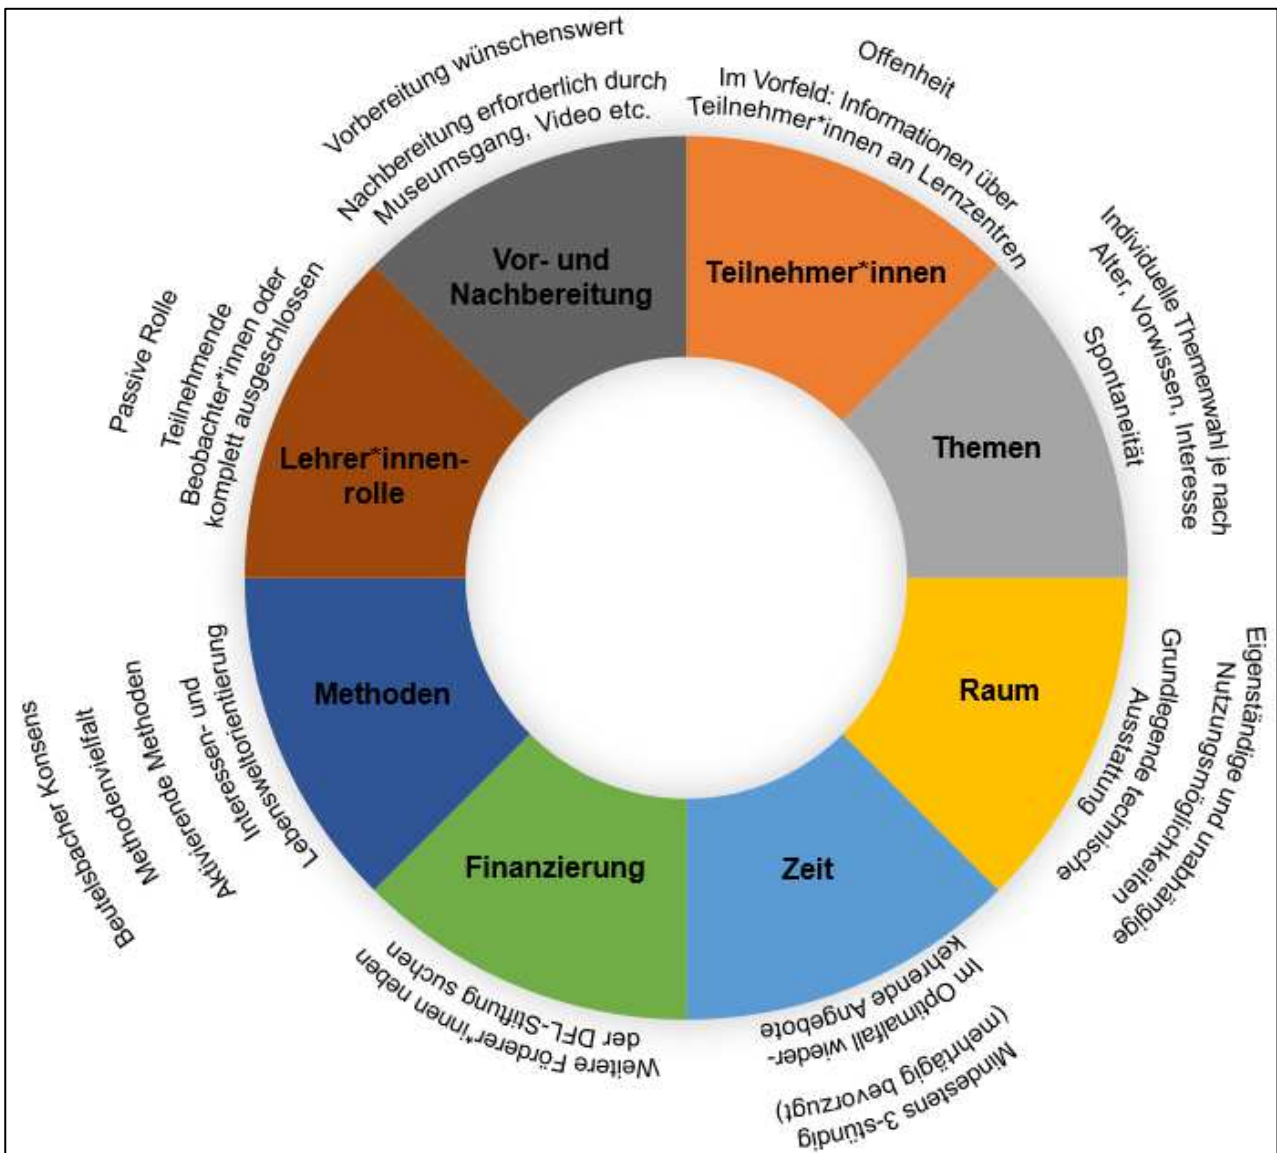 Vorbereitung wünschenswert
Nachbereitung erforderlich durch
Museumsgang, Video etc.
Vor- und
Nachbereitung
Offenheit
Im Vorfeld: Informationen über
Teilnehmer*innen an Lernzentren
Teilnehmer*innen
Individuelle Themenwahl je nach
Alter, Vorwissen, Interesse
Spontaneität
Themen
Eigenständige und unabhängige
Nutzungsmöglichkeiten
Grundlegende technische
Ausstattung
Raum
Zeit
Im Optimalfall wieder-
kehrende Angebote
Mindestens 3-stündig
(mehrtägig bevorzugt)
Finanzierung
Weitere Förderer*innen neben
der DFL-Stiftung suchen
Methoden
Interessen- und
Lebensweltorientierung
Aktivierende Methoden
Methodenvielfalt
Beutelsbacher Konsens
Lehrer*innen-
rolle
Passive Rolle
Teilnehmende
Beobachter*innen oder
komplett ausgeschlossen